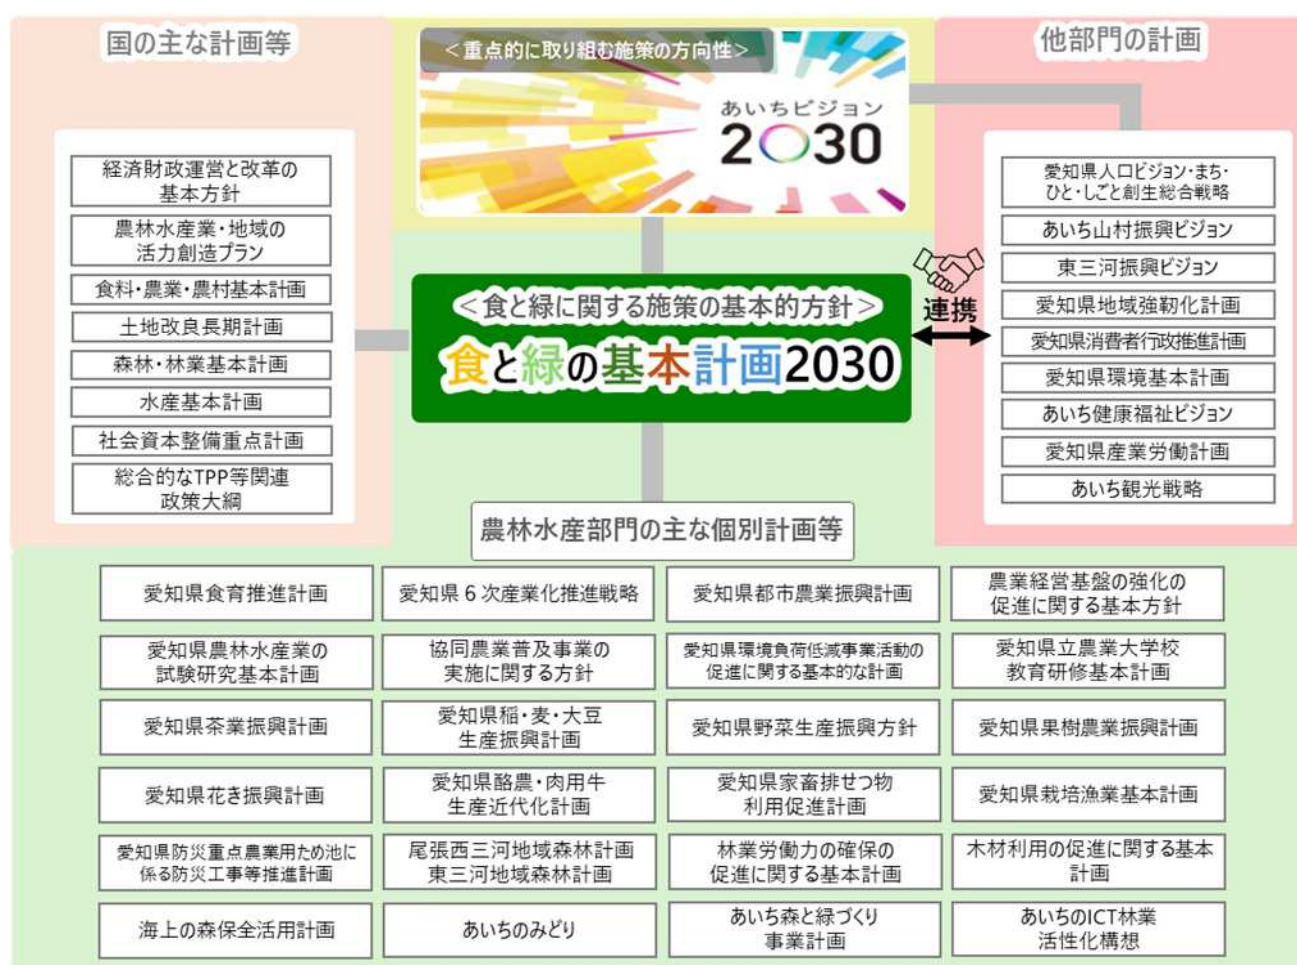 国の主な計画等
経済財政運営と改革の
基本方針
農林水産業・地域の
活力創造プラン
食料・農業・農村基本計画
土地改良長期計画
森林・林業基本計画
水産基本計画
社会資本整備重点計画
総合的なTPP等関連
政策大綱
＜重点的に取り組む施策の方向性＞
あいちビジョン
2030
＜食と緑に関する施策の基本的方針＞
食と緑の基本計画2030
連携
他部門の計画
愛知県人口ビジョン・まち・
ひと・しごと創生総合戦略
あいち山村振興ビジョン
東三河振興ビジョン
愛知県地域強靭化計画
愛知県消費者行政推進計画
愛知県環境基本計画
あいち健康福祉ビジョン
愛知県産業労働計画
あいち観光戦略
農林水産部門の主な個別計画等
愛知県食育推進計画
愛知県６次産業化推進戦略
愛知県都市農業振興計画
農業経営基盤の強化の
促進に関する基本方針
愛知県農林水産業の
試験研究基本計画
協同農業普及事業の
実施に関する方針
愛知県環境負荷低減事業活動の
促進に関する基本的な計画
愛知県立農業大学校
教育研修基本計画
愛知県茶業振興計画
愛知県稲・麦・大豆
生産振興計画
愛知県野菜生産振興方針
愛知県果樹農業振興計画
愛知県花き振興計画
愛知県酪農・肉用牛
生産近代化計画
愛知県家畜排せつ物
利用促進計画
愛知県栽培漁業基本計画
愛知県防災重点農業用ため池に
係る防災工事等推進計画
尾張西三河地域森林計画
東三河地域森林計画
林業労働力の確保の
促進に関する基本計画
木材利用の促進に関する基本
計画
海上の森保全活用計画
あいちのみどり
あいち森と緑づくり
事業計画
あいちのICT林業
活性化構想